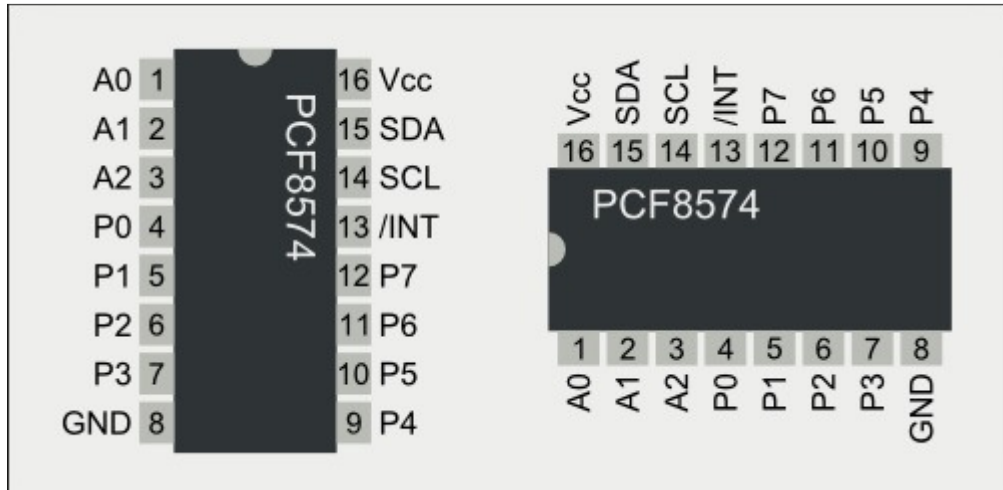 A0 1 16 Vcc
A1 2 15 SDA
A2 3 14 SCL
P0 4 13 /INT
P1 5 12 P7
P2 6 11 P6
P3 7 10 P5
GND 8 9 P4
PCF8574
Vcc SDA SCL /INT P7 P6 P5 P4
16 15 14 13 12 11 10 9
PCF8574
1 2 3 4 5 6 7 8
A0 A1 A2 P0 P1 P2 P3 GND